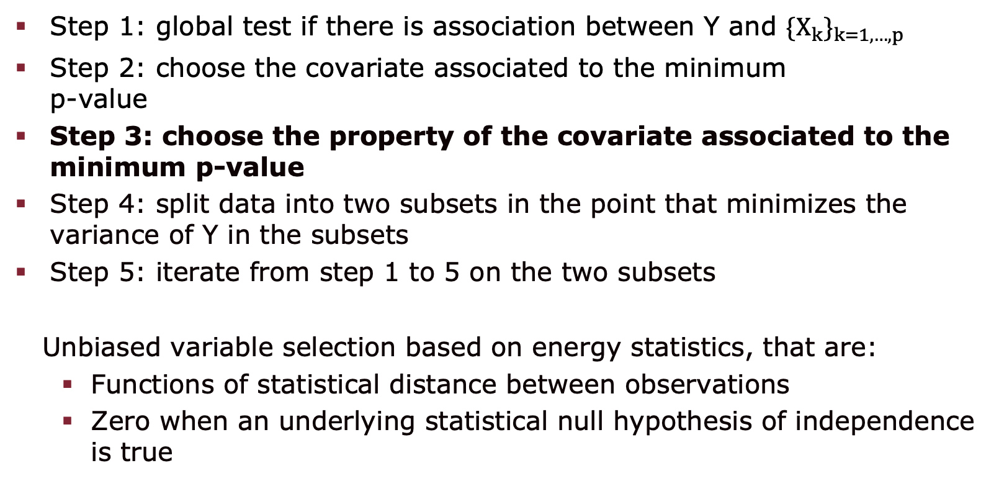 ▪ Step 1: global test if there is association between Y and {Xₖ}ₖ₌₁,...,ₚ
▪ Step 2: choose the covariate associated to the minimum
p-value
▪ Step 3: choose the property of the covariate associated to the
minimum p-value
▪ Step 4: split data into two subsets in the point that minimizes the
variance of Y in the subsets
▪ Step 5: iterate from step 1 to 5 on the two subsets
Unbiased variable selection based on energy statistics, that are:
▪ Functions of statistical distance between observations
▪ Zero when an underlying statistical null hypothesis of independence
is true